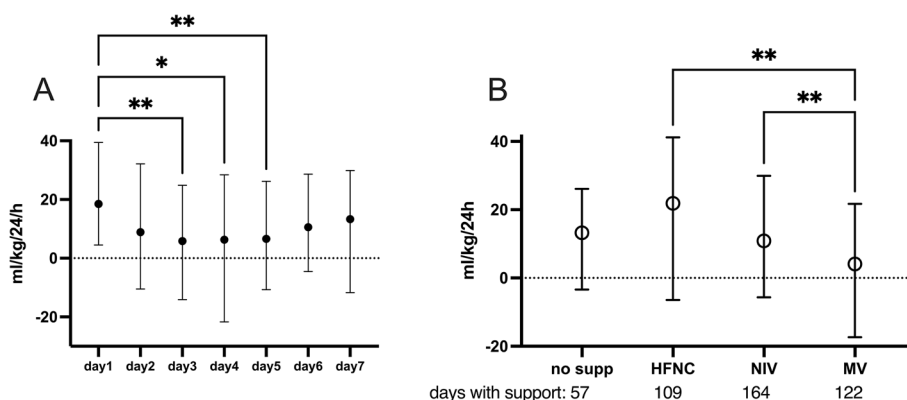 A
**
*
**
ml/kg/24/h
40
20
0
-20
day1 day2 day3 day4 day5 day6 day7
B
**
**
ml/kg/24h
40
20
0
-20
no supp HFNC NIV MV
days with support: 57 109 164 122